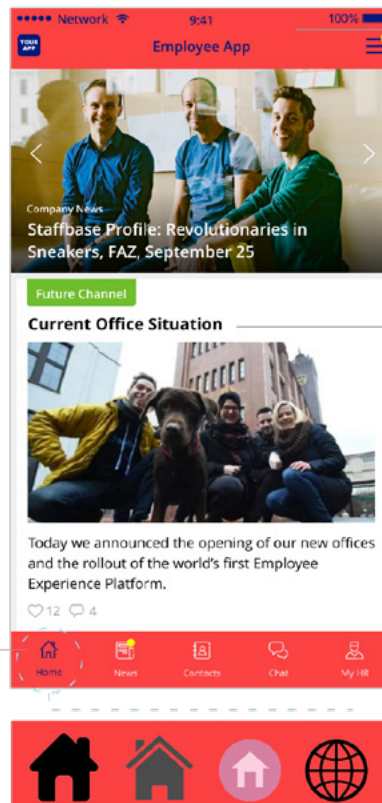 ●●●●● Network 9:41 100%
YOUR
APP
Employee App
Company News
Staffbase Profile: Revolutionaries in
Sneakers, FAZ, September 25
Future Channel
Current Office Situation
Today we announced the opening of our new offices
and the rollout of the world's first Employee
Experience Platform.
12 4
Home News Contacts Chat My HR